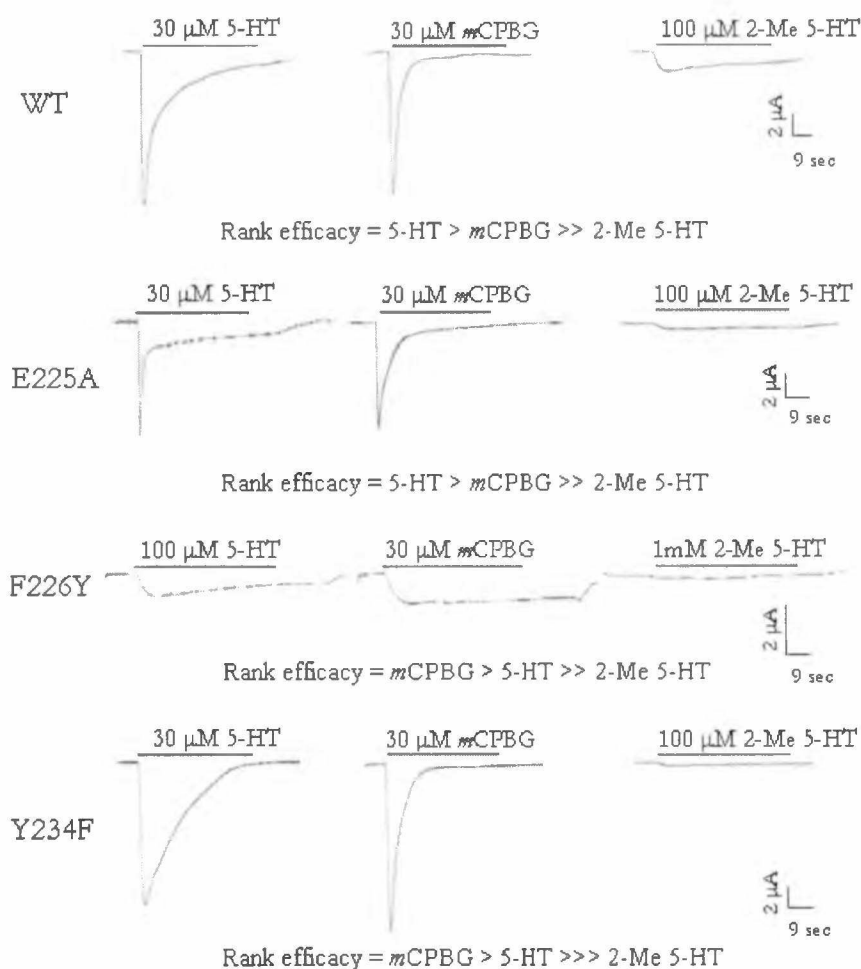 30 µM 5-HT 30 µM mCPBG 100 µM 2-Me 5-HT
WT
2 µA
9 sec
Rank efficacy = 5-HT > mCPBG >> 2-Me 5-HT
30 µM 5-HT 30 µM mCPBG 100 µM 2-Me 5-HT
E225A
2 µA
9 sec
Rank efficacy = 5-HT > mCPBG >> 2-Me 5-HT
100 µM 5-HT 30 µM mCPBG 1mM 2-Me 5-HT
F226Y
2 µA
9 sec
Rank efficacy = mCPBG > 5-HT >> 2-Me 5-HT
30 µM 5-HT 30 µM mCPBG 100 µM 2-Me 5-HT
Y234F
2 µA
9 sec
Rank efficacy = mCPBG > 5-HT >>> 2-Me 5-HT